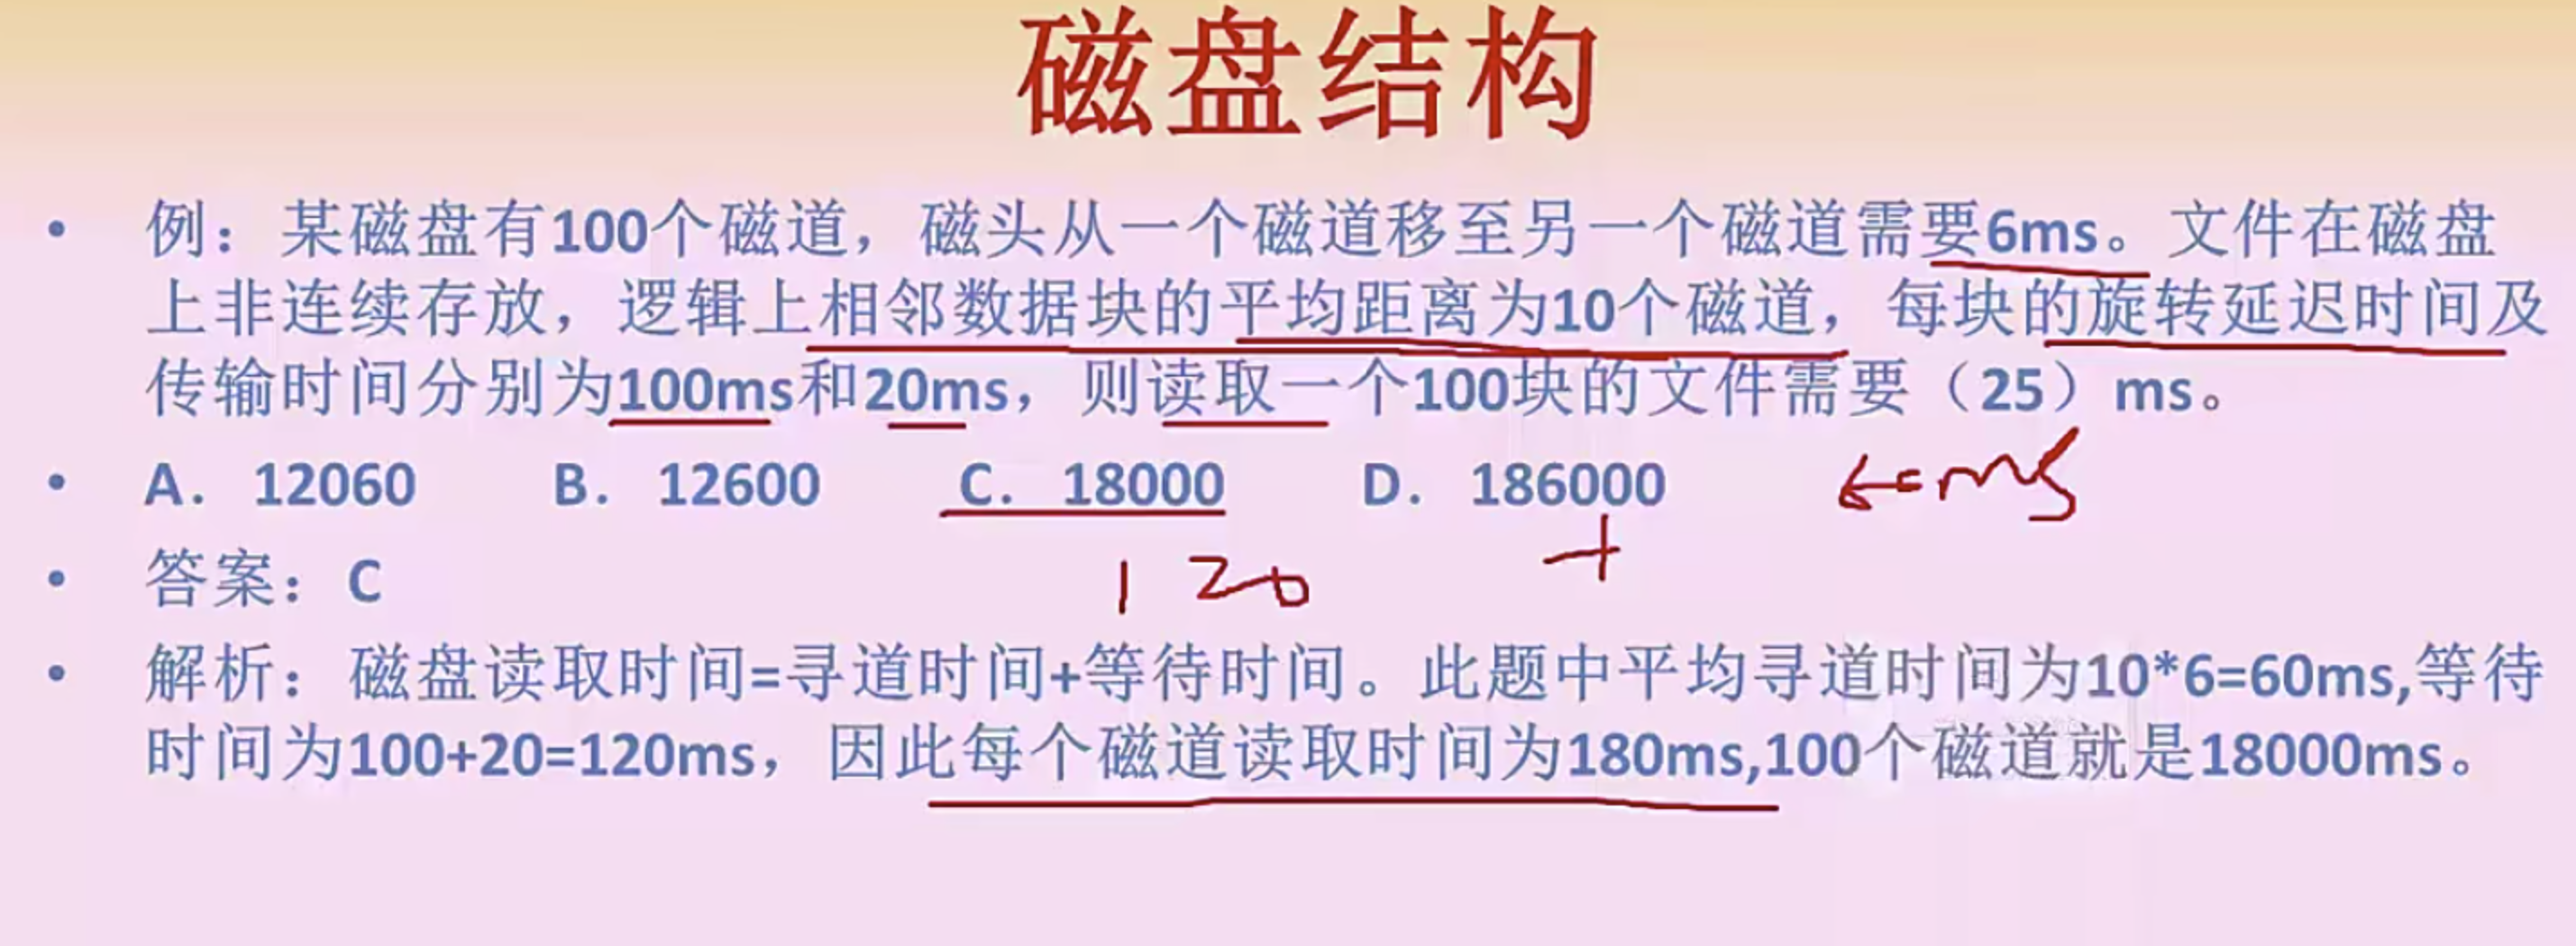 磁盘结构
• 例：某磁盘有100个磁道，磁头从一个磁道移至另一个磁道需要6ms。文件在磁盘
上非连续存放，逻辑上相邻数据块的平均距离为10个磁道，每块的旋转延迟时间及
传输时间分别为100ms和20ms，则读取一个100块的文件需要（25）ms。
• A. 12060 B. 12600 C. 18000 D. 186000
ms
• 答案：C
120 +
• 解析：磁盘读取时间=寻道时间+等待时间。此题中平均寻道时间为10*6=60ms,等待
时间为100+20=120ms，因此每个磁道读取时间为180ms,100个磁道就是18000ms。